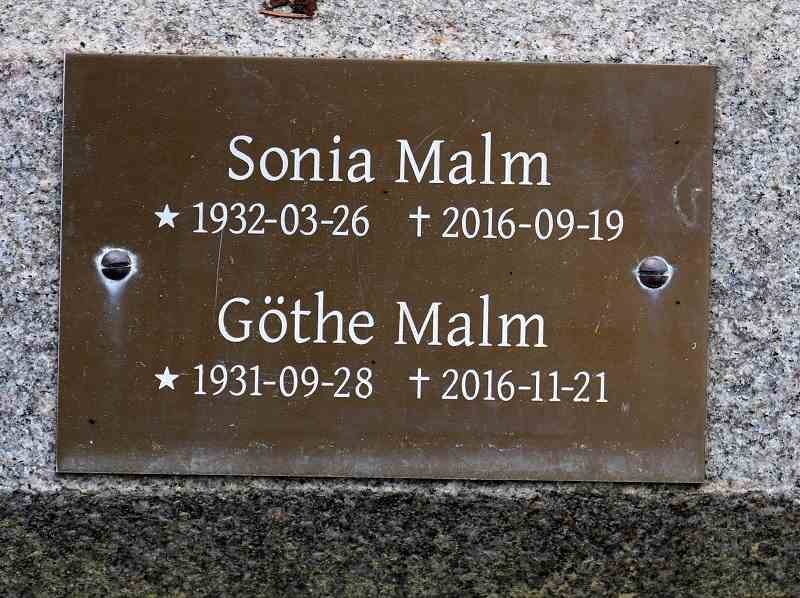 Sonia Malm
★ 1932-03-26 † 2016-09-19
Göthe Malm
★ 1931-09-28 † 2016-11-21